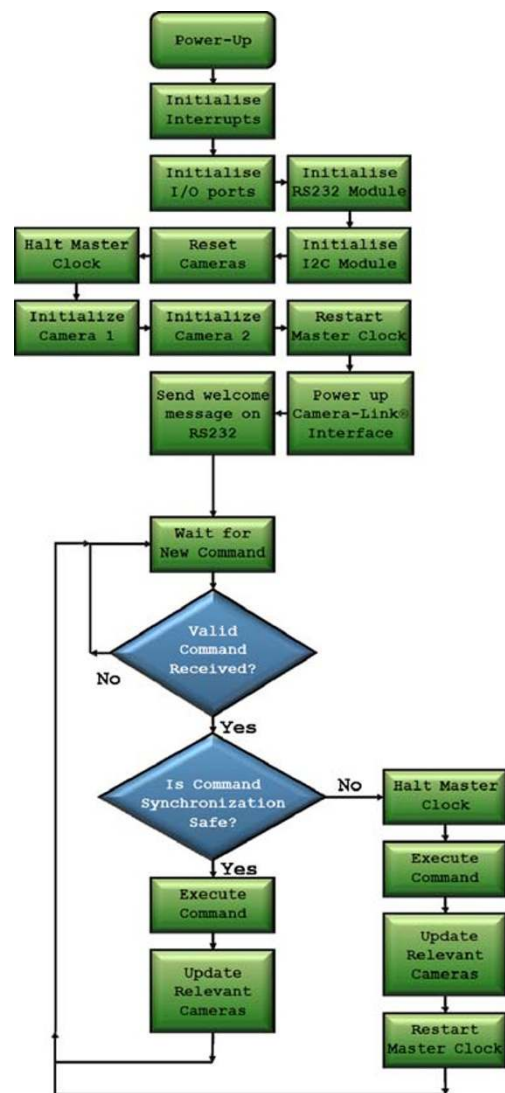 Power-Up
Initialise
Interrupts
Initialise
I/O ports
Initialise
RS232 Module
Initialise
I2C Module
Reset
Cameras
Halt Master
Clock
Initialize
Camera 1
Initialize
Camera 2
Restart
Master Clock
Power up
Camera-Link®
Interface
Send welcome
message on
RS232
Wait for
New Command
Valid
Command
Received?
No
Yes
Is Command
Synchronization
Safe?
No
Yes
Execute
Command
Update
Relevant
Cameras
Halt Master
Clock
Execute
Command
Update
Relevant
Cameras
Restart
Master Clock